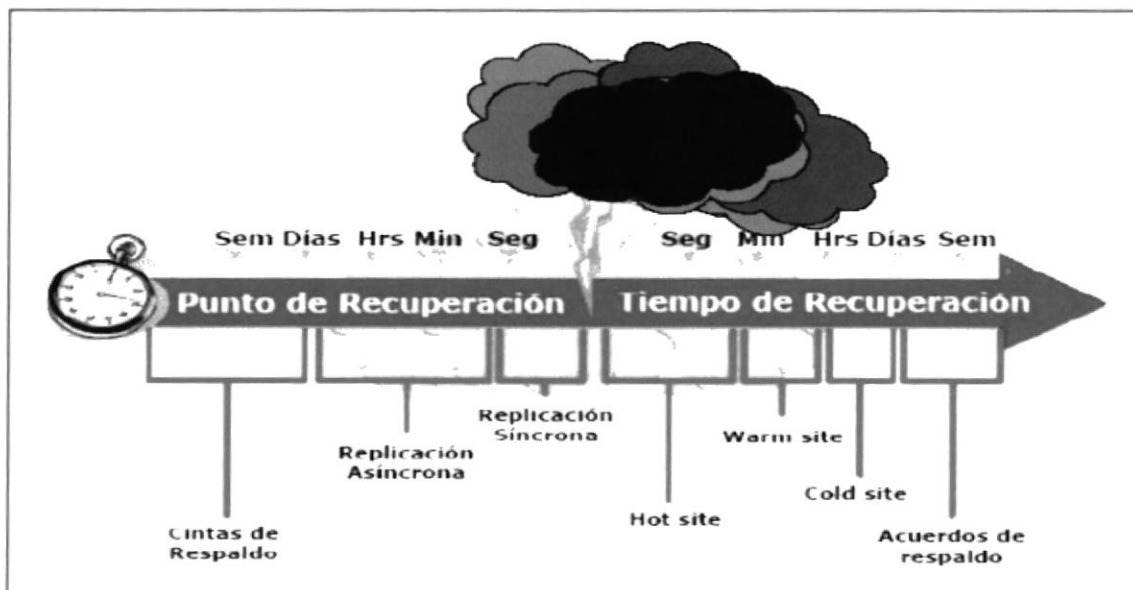 Sem Días Hrs Min Seg Seg Min Hrs Días Sem
Punto de Recuperación Tiempo de Recuperación
Replicación
Síncrona
Warm site
Replicación
Asíncrona
Cold site
Hot site
Cintas de
Respaldo
Acuerdos de
respaldo